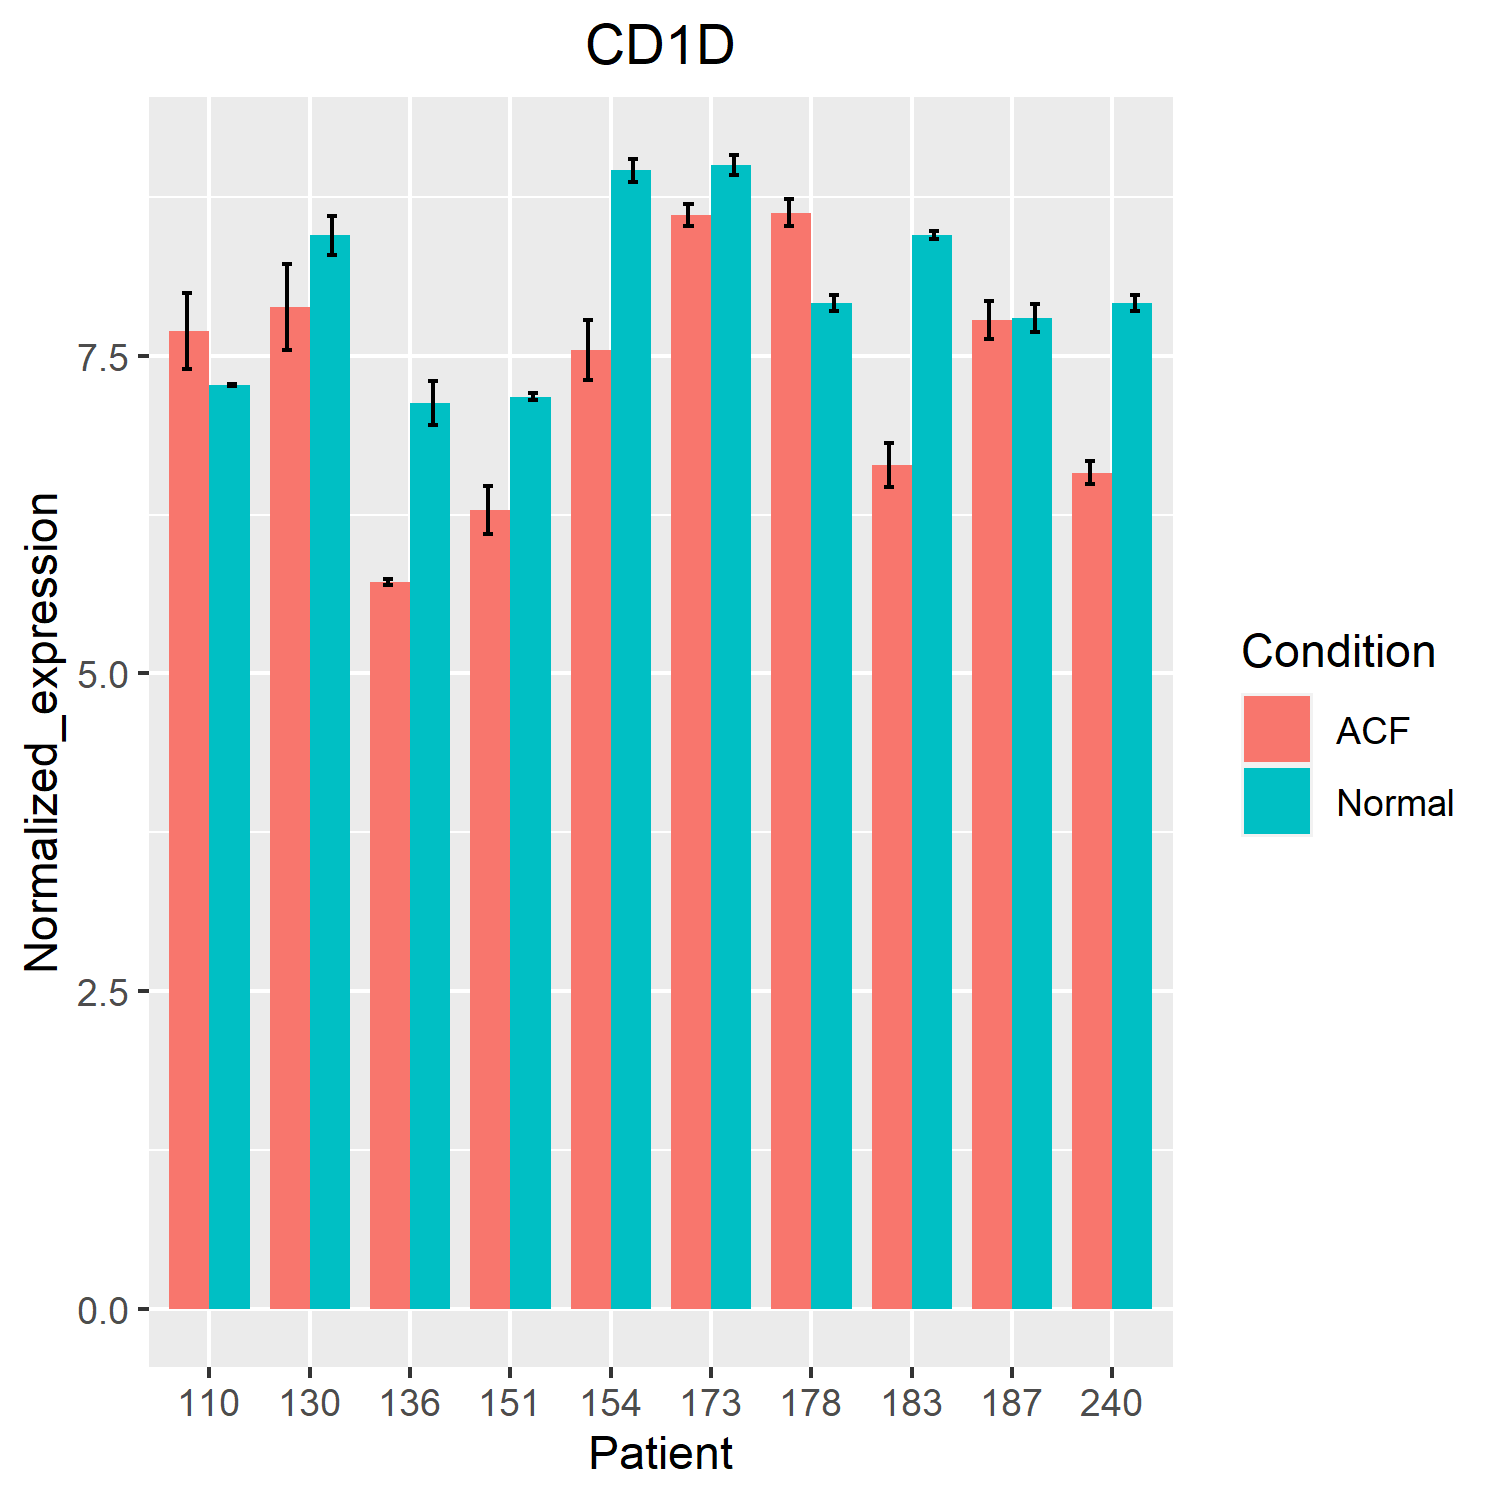 CD1D
Normalized_expression
7.5
5.0
2.5
0.0
110 130 136 151 154 173 178 183 187 240
Patient
Condition
ACF
Normal